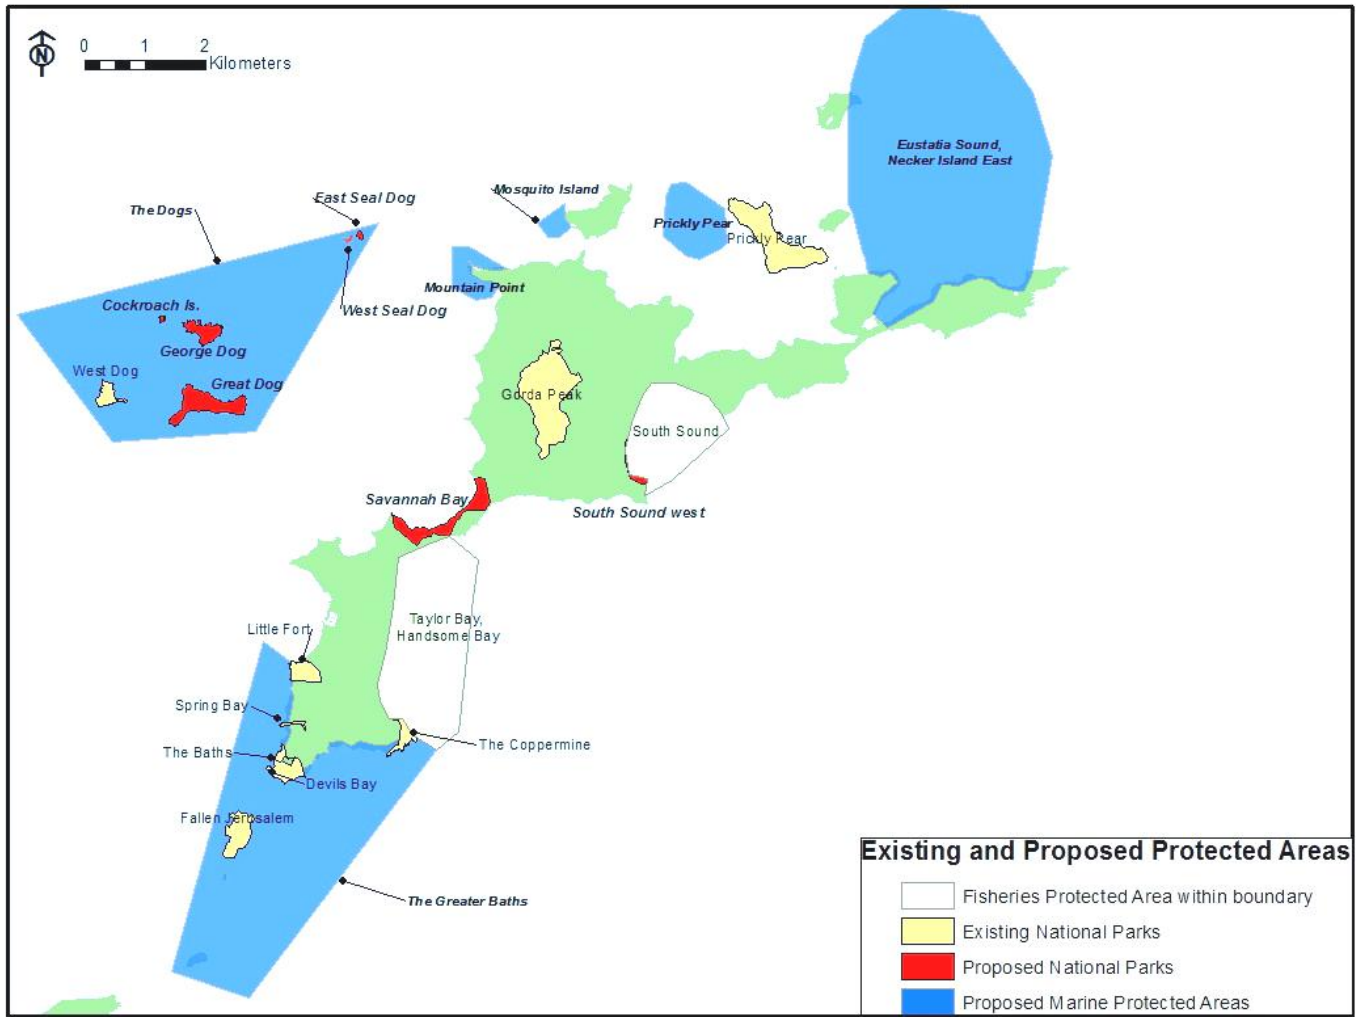 N
0 1 2
Kilometers
Eustatia Sound,
Necker Island East
Mosquito Island
East Seal Dog
The Dogs
Prickly Pear
Prickly Pear
Mountain Point
West Seal Dog
Cockroach Is.
George Dog
West Dog
Great Dog
Gorda Peak
South Sound
Savannah Bay
South Sound west
Taylor Bay,
Handsome Bay
Little Fort
Spring Bay
The Baths
The Coppermine
Devils Bay
Fallen Jerusalem
The Greater Baths
Existing and Proposed Protected Areas
Fisheries Protected Area within boundary
Existing National Parks
Proposed National Parks
Proposed Marine Protected Areas